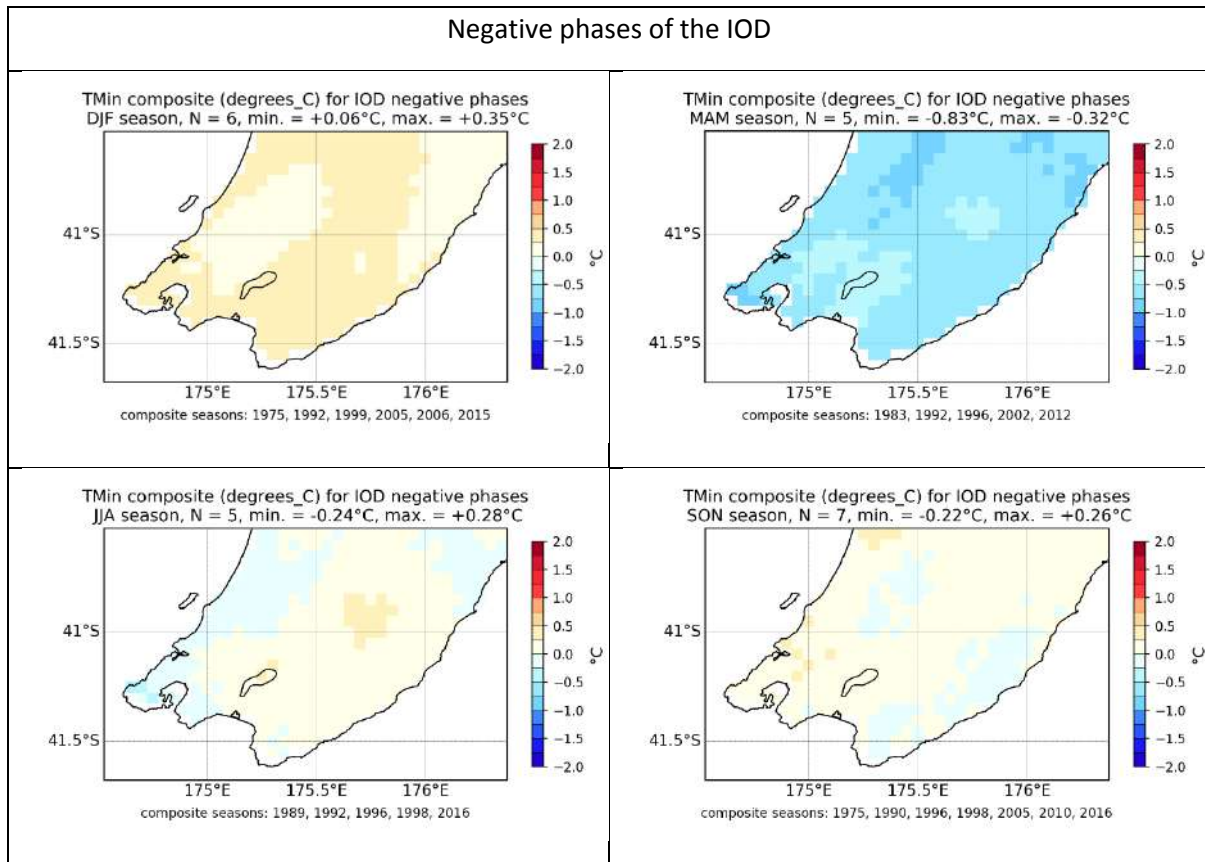 Negative phases of the IOD
TMin composite (degrees_C) for IOD negative phases
DJF season, N = 6, min. = +0.06°C, max. = +0.35°C
41°S
41.5°S
175°E
175.5°E
176°E
2.0
1.5
1.0
0.5
0.0
−0.5
−1.0
−1.5
−2.0
°C
composite seasons: 1975, 1992, 1999, 2005, 2006, 2015
TMin composite (degrees_C) for IOD negative phases
MAM season, N = 5, min. = -0.83°C, max. = -0.32°C
41°S
41.5°S
175°E
175.5°E
176°E
2.0
1.5
1.0
0.5
0.0
−0.5
−1.0
−1.5
−2.0
°C
composite seasons: 1983, 1992, 1996, 2002, 2012
TMin composite (degrees_C) for IOD negative phases
JJA season, N = 5, min. = -0.24°C, max. = +0.28°C
41°S
41.5°S
175°E
175.5°E
176°E
2.0
1.5
1.0
0.5
0.0
−0.5
−1.0
−1.5
−2.0
°C
composite seasons: 1989, 1992, 1996, 1998, 2016
TMin composite (degrees_C) for IOD negative phases
SON season, N = 7, min. = -0.22°C, max. = +0.26°C
41°S
41.5°S
175°E
175.5°E
176°E
2.0
1.5
1.0
0.5
0.0
−0.5
−1.0
−1.5
−2.0
°C
composite seasons: 1975, 1990, 1996, 1998, 2005, 2010, 2016